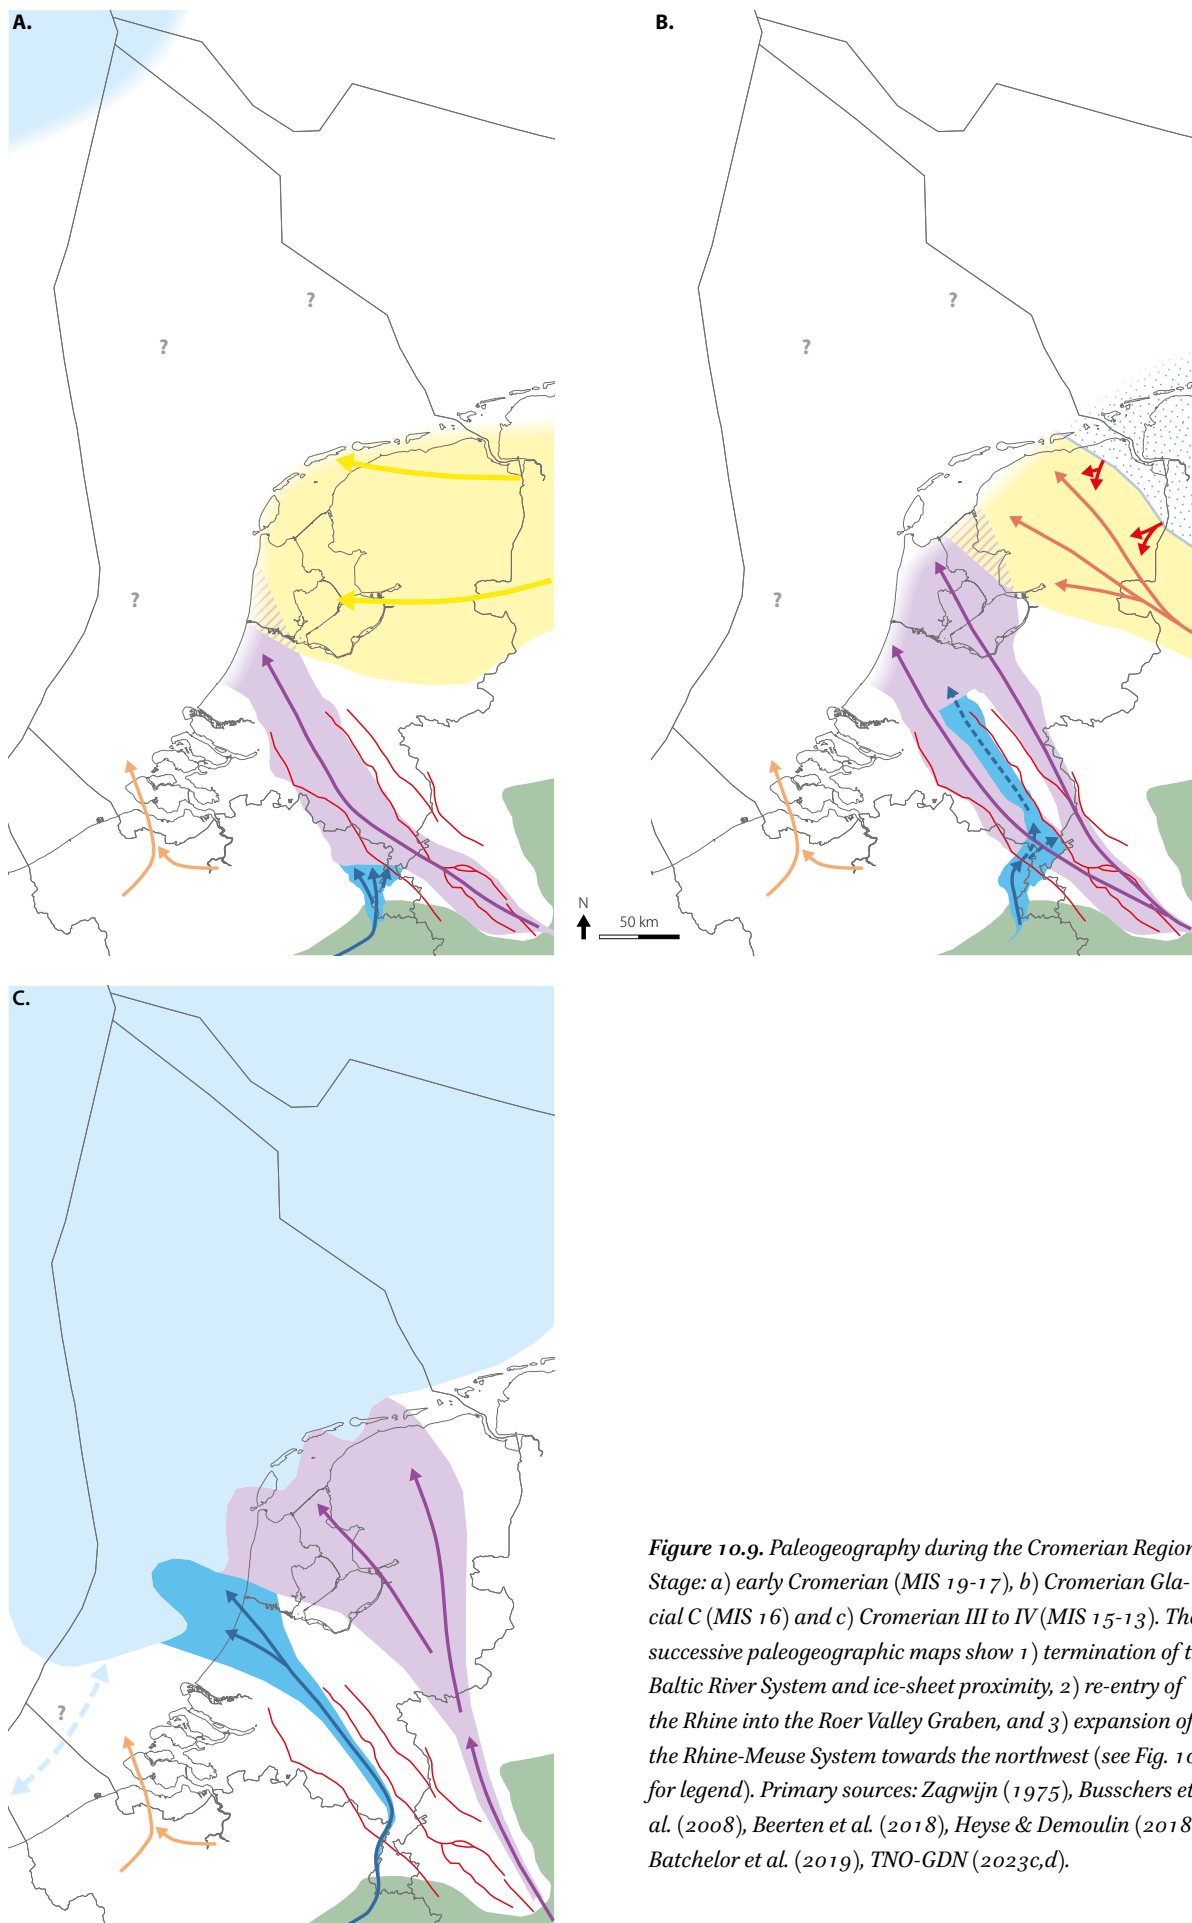 A.
B.
?
?
?
?
?
?
N
50 km
C.
?
Figure 10.9. Paleogeography during the Cromerian Region
Stage: a) early Cromerian (MIS 19-17), b) Cromerian Gla-
cial C (MIS 16) and c) Cromerian III to IV (MIS 15-13). The
successive paleogeographic maps show 1) termination of t
Baltic River System and ice-sheet proximity, 2) re-entry of
the Rhine into the Roer Valley Graben, and 3) expansion of
the Rhine-Meuse System towards the northwest (see Fig. 10
for legend). Primary sources: Zagwijn (1975), Busschers et
al. (2008), Beerten et al. (2018), Heyse & Demoulin (2018
Batchelor et al. (2019), TNO-GDN (2023c,d).